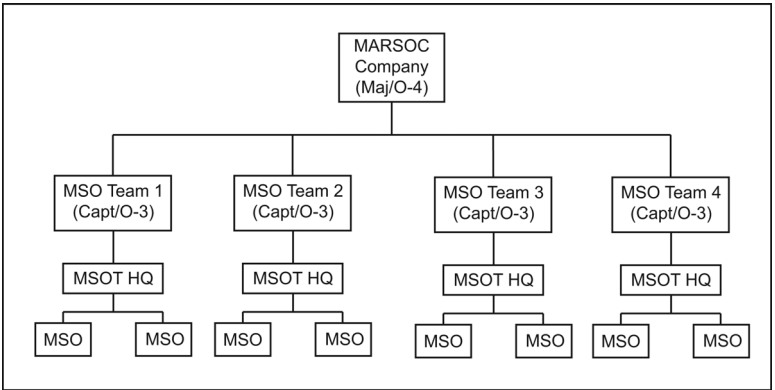 MARSOC
Company
(Maj/O-4)
MSO Team 1
(Capt/O-3)
MSO Team 2
(Capt/O-3)
MSO Team 3
(Capt/O-3)
MSO Team 4
(Capt/O-3)
MSOT HQ
MSOT HQ
MSOT HQ
MSOT HQ
MSO
MSO
MSO
MSO
MSO
MSO
MSO
MSO